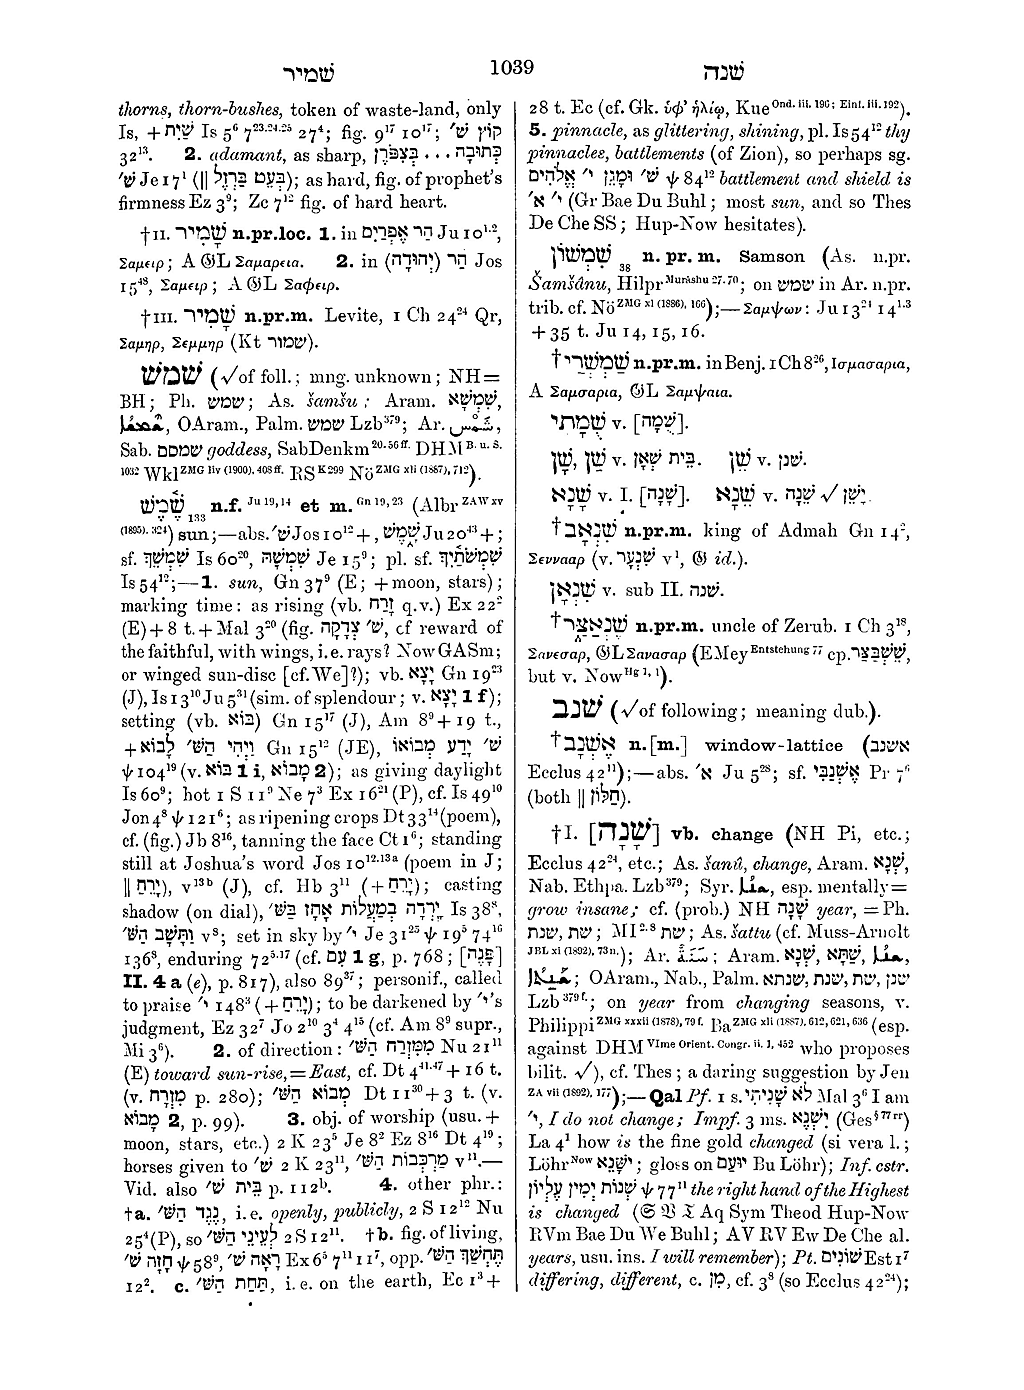 שמיר
1039
שנה
thorns, thorn-bushes, token of waste-land, only
Is, + שַׁיִת Is 5⁶ 7²³·²⁴·²⁵ 27⁴; fig. 9¹⁷ 10¹⁷; קוֹץ שׁ׳
32¹³. 2. adamant, as sharp, כְּתוּבָה ... בְּצִפֹּרֶן
שׁ׳ Je 17¹ (‖ בְּעֵט בַּרְזֶל); as hard, fig. of prophet's
firmness Ez 3⁹; Zc 7¹² fig. of hard heart.
†II. שָׁמִיר n.pr.loc. 1. in הַר אֶפְרַיִם Ju 10¹·²,
Σαμειρ; A 𝔊L Σαμαρεια. 2. in הַר (יְהוּדָה) Jos
15⁴⁸, Σαμειρ; A 𝔊L Σαφειρ.
†III. שָׁמִיר n.pr.m. Levite, 1 Ch 24²⁴ Qr,
Σαμηρ, Σεμμηρ (Kt שמור).
שׁמשׁ (√ of foll.; mng. unknown; NH=
BH; Ph. שמש; As. šamšu; Aram. שִׁמְשָׁא,
OAram., Palm. שמש Lzb³⁷⁹; Ar. شَمْس,
Sab. שמסם goddess, SabDenkm²⁰·⁵⁶ ᶠᶠ· DHM B. u. S.
1032 Wkl ZMG liv (1900), 408 ff. RS K 299 Nö ZMG xli (1887), 712).
שֶׁ֫מֶשׁ 133 n.f. Ju 19, 14 et m. Gn 19, 23 (Albr ZAW xv
(1895), 324) sun;—abs. שׁ׳ Jos 10¹² +, שָׁ֑מֶשׁ Ju 20⁴³ +;
sf. שִׁמְשֵׁךְ Is 60²⁰, שִׁמְשָׁהּ Je 15⁹; pl. sf. שִׁמְשֹׁתַיִךְ
Is 54¹²;—1. sun, Gn 37⁹ (E; + moon, stars);
marking time: as rising (vb. זָרַח q.v.) Ex 22²
(E) + 8 t. + Mal 3²⁰ (fig. שׁ׳ צְדָקָה, cf reward of
the faithful, with wings, i.e. rays? Now GASm;
or winged sun-disc [cf. We]?); vb. יָצָא Gn 19²³
(J), Is 13¹⁰ Ju 5³¹ (sim. of splendour; v. יָצָא 1 f);
setting (vb. בּוֹא) Gn 15¹⁷ (J), Am 8⁹ + 19 t.,
+ וַיְהִי הַשּׁ׳ לָבוֹא Gn 15¹² (JE), שׁ׳ יָדַע מְבוֹאוֹ
ψ 104¹⁹ (v. בּוֹא 1 i, מָבוֹא 2); as giving daylight
Is 60⁹; hot 1 S 11⁹ Ne 7³ Ex 16²¹ (P), cf. Is 49¹⁰
Jon 4⁸ ψ 121⁶; as ripening crops Dt 33¹⁴ (poem),
cf. (fig.) Jb 8¹⁶, tanning the face Ct 1⁶; standing
still at Joshua's word Jos 10¹²·¹³ᵃ (poem in J;
‖ יָרֵחַ), v¹³ᵇ (J), cf. Hb 3¹¹ (+ יָרֵחַ); casting
shadow (on dial), יָרְדָה בְמַעֲלוֹת אָחָז בַּשּׁ׳ Is 38⁸,
וַתָּשָׁב הַשּׁ׳ v⁸; set in sky by י׳ Je 31²⁵ ψ 19⁵ 74¹⁶
136⁸, enduring 72⁵·¹⁷ (cf. עִם 1 g, p. 768; [פָּנֶה]
II. 4 a (e), p. 817), also 89³⁷; personif., called
to praise י׳ 148³ (+ יָרֵחַ); to be darkened by י׳'s
judgment, Ez 32⁷ Jo 2¹⁰ 3⁴ 4¹⁵ (cf. Am 8⁹ supr.,
Mi 3⁶). 2. of direction: מִמִּזְרַח הַשּׁ׳ Nu 21¹¹
(E) toward sun-rise, = East, cf. Dt 4⁴¹·⁴⁷ + 16 t.
(v. מִזְרָח p. 280); מְבוֹא הַשּׁ׳ Dt 11³⁰ + 3 t. (v.
מָבוֹא 2, p. 99). 3. obj. of worship (usu. +
moon, stars, etc.) 2 K 23⁵ Je 8² Ez 8¹⁶ Dt 4¹⁹;
horses given to שׁ׳ 2 K 23¹¹, מַרְכְּבוֹת הַשּׁ׳ v¹¹.—
Vid. also בֵּית שׁ׳ p. 112ᵇ. 4. other phr.:
†a. נֶגֶד הַשּׁ׳, i.e. openly, publicly, 2 S 12¹² Nu
25⁴ (P), so לְעֵינֵי הַשּׁ׳ 2 S 12¹¹. †b. fig. of living,
רָאָה שׁ׳, Ex 6⁵ 7¹¹ 11⁷, opp. תֶּחְשַׁךְ הַשּׁ׳ ψ 58⁹, חָזָה שׁ׳
12². c. תַּחַת הַשּׁ׳, i.e. on the earth, Ec 1³ +
28 t. Ec (cf. Gk. ὑφ' ἡλίῳ, Kue Ond. iii. 196; Einl. iii. 192).
5. pinnacle, as glittering, shining, pl. Is 54¹² thy
pinnacles, battlements (of Zion), so perhaps sg.
שׁ׳ וּמָגֵן י׳ אֱלֹהִים ψ 84¹² battlement and shield is
י׳ א׳ (Gr Bae Du Buhl; most sun, and so Thes
De Che SS; Hup-Now hesitates).
שִׁמְשׁוֹן 38 n. pr. m. Samson (As. n.pr.
Šamšânu, Hilpr Murâshu 27. 70; on שמש in Ar. n.pr.
trib. cf. Nö ZMG xl (1886), 166);—Σαμψων: Ju 13²⁴ 14¹·³
+ 35 t. Ju 14, 15, 16.
†שַׁמְשְׁרַי n.pr.m. in Benj. 1 Ch 8²⁶, Ισμασαρια,
A Σαμσαρια, 𝔊L Σαμψαια.
שֻׁמָתִי v. [שֻׁמָה].
שָׁן, שַׁן v. בֵּית שְׁאָן. שֵׁן v. שנן.
שָׁנָא v. I. [שָׁנָה]. שֵׁנָא v. שֵׁנָה √ יָשֵׁן.
†שִׁנְאָב n.pr.m. king of Admah Gn 14²,
Σεννααρ (v. שִׁנְעָר v¹, 𝔊 id.).
שִׁנְאָן v. sub II. שנה.
†שֶׁנְאַצַּר n.pr.m. uncle of Zerub. 1 Ch 3¹⁸,
Σανεσαρ, 𝔊L Σανασαρ (EMey Entstehung 77 cp. שֵׁשְׁבַּצַּר,
but v. Now Hg 1, 1).
שׁנב (√ of following; meaning dub.).
†אֶשְׁנָב n.[m.] window-lattice (אשנב
Ecclus 42¹¹);—abs. א׳ Ju 5²⁸; sf. אֶשְׁנַבִּי Pr 7⁶
(both ‖ חַלּוֹן).
†I. [שָׁנָה] vb. change (NH Pi, etc.;
Ecclus 42²⁴, etc.; As. šanû, change, Aram. שְׁנָא,
Nab. Ethpa. Lzb³⁷⁹; Syr. ܫܢܳܐ, esp. mentally =
grow insane; cf. (prob.) NH שָׁנָה year, = Ph.
שת, שנת; MI²·⁸ שת; As. šattu (cf. Muss-Arnolt
JBL xi (1892), 73 n.); Ar. سَنَة; Aram. שַׁתָּא, שְׁנָא,
OAram., Nab., Palm. שנן, שת, שנת, שנתא
Lzb³⁷⁹ ᶠ·; on year from changing seasons, v.
Philippi ZMG xxxii (1878), 79 f. Ba ZMG xli (1887), 612, 621, 636 (esp.
against DHM VIme Orient. Congr. ii. 1, 452 who proposes
bilit. √), cf. Thes; a daring suggestion by Jen
ZA vii (1892), 177);—Qal Pf. 1 s. לֹא שָׁנִיתִי Mal 3⁶ I am
י׳, I do not change; Impf. 3 ms. יִשְׁנֶא (Ges § 77 rr)
La 4¹ how is the fine gold changed (si vera l.;
Löhr Now יִשָּׁנֶא; gloss on יוּעַם Bu Löhr); Inf. cstr.
שְׁנוֹת יְמִין עֶלְיוֹן ψ 77¹¹ the right hand of the Highest
is changed (𝔖 𝔙 𝔗 Aq Sym Theod Hup-Now
RVm Bae Du We Buhl; AV RV Ew De Che al.
years, usu. ins. I will remember); Pt. שׁוֹנִים Est 1⁷
differing, different, c. מִן, cf. 3⁸ (so Ecclus 42²⁴);